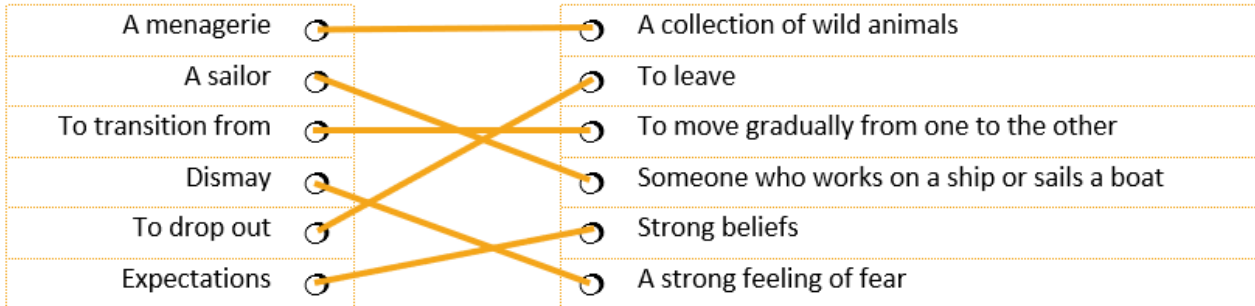 A menagerie A collection of wild animals
A sailor To leave
To transition from To move gradually from one to the other
Dismay Someone who works on a ship or sails a boat
To drop out Strong beliefs
Expectations A strong feeling of fear